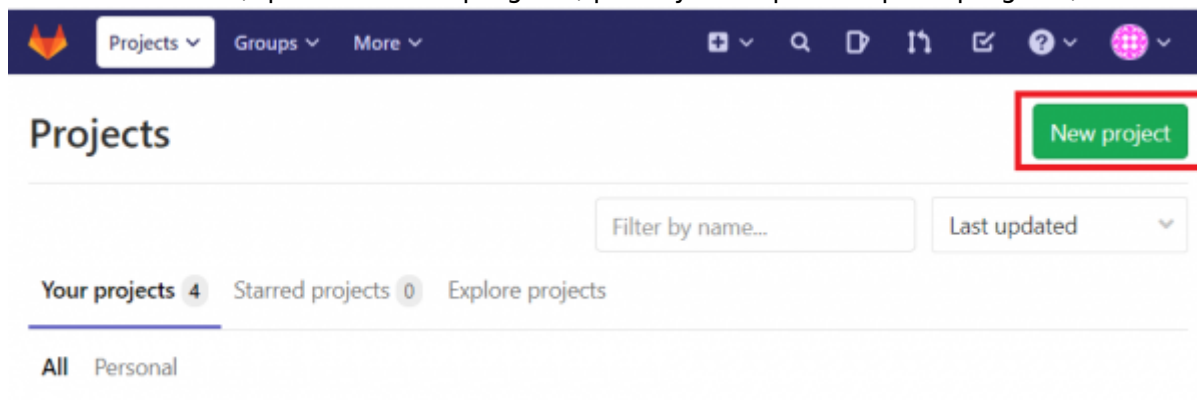 Projects Groups More
Projects
New project
Filter by name...
Last updated
Your projects 4 Starred projects 0 Explore projects
All Personal